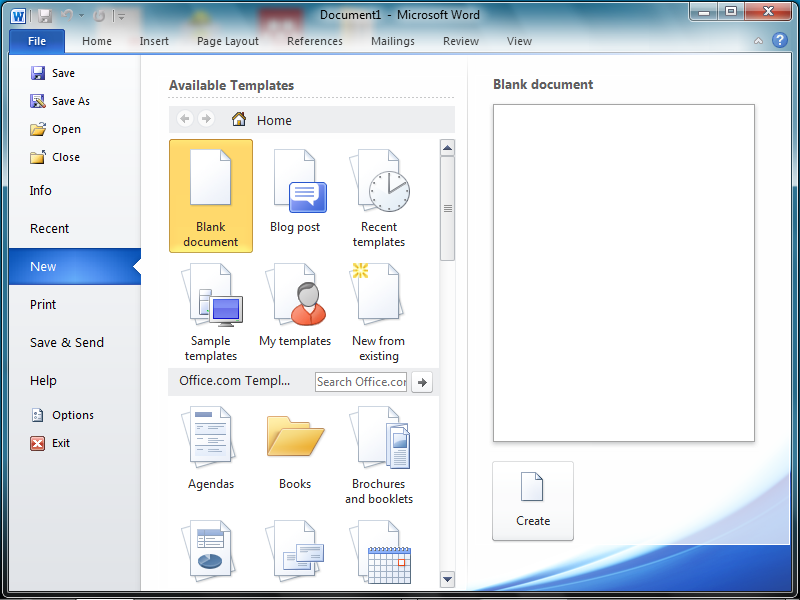 Document1 - Microsoft Word
File Home Insert Page Layout References Mailings Review View
Save
Save As
Open
Close
Info
Recent
New
Print
Save & Send
Help
Options
Exit
Available Templates
Home
Blank
document
Blog post
Recent
templates
Sample
templates
My templates
New from
existing
Office.com Templ...
Search Office.com
Agendas
Books
Brochures
and booklets
Blank document
Create